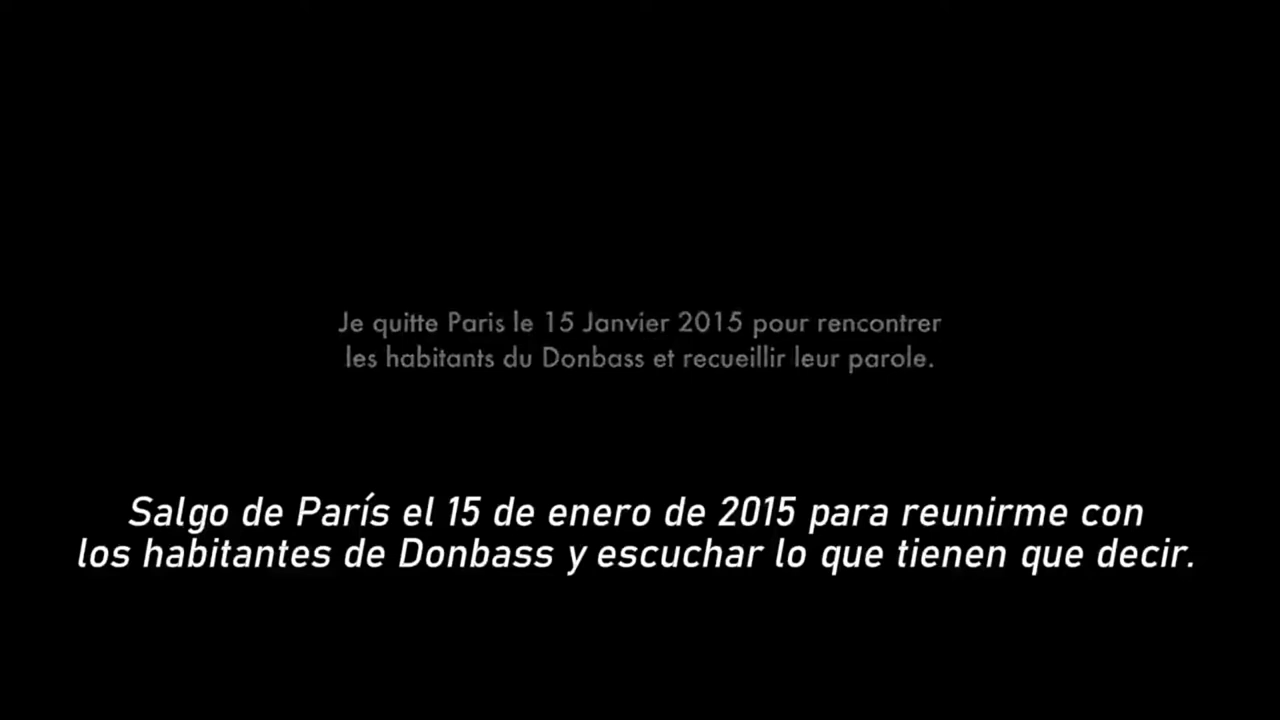 Je quitte Paris le 15 Janvier 2015 pour rencontrer
les habitants du Donbass et recueillir leur parole.
Salgo de París el 15 de enero de 2015 para reunirme con
los habitantes de Donbass y escuchar lo que tienen que decir.